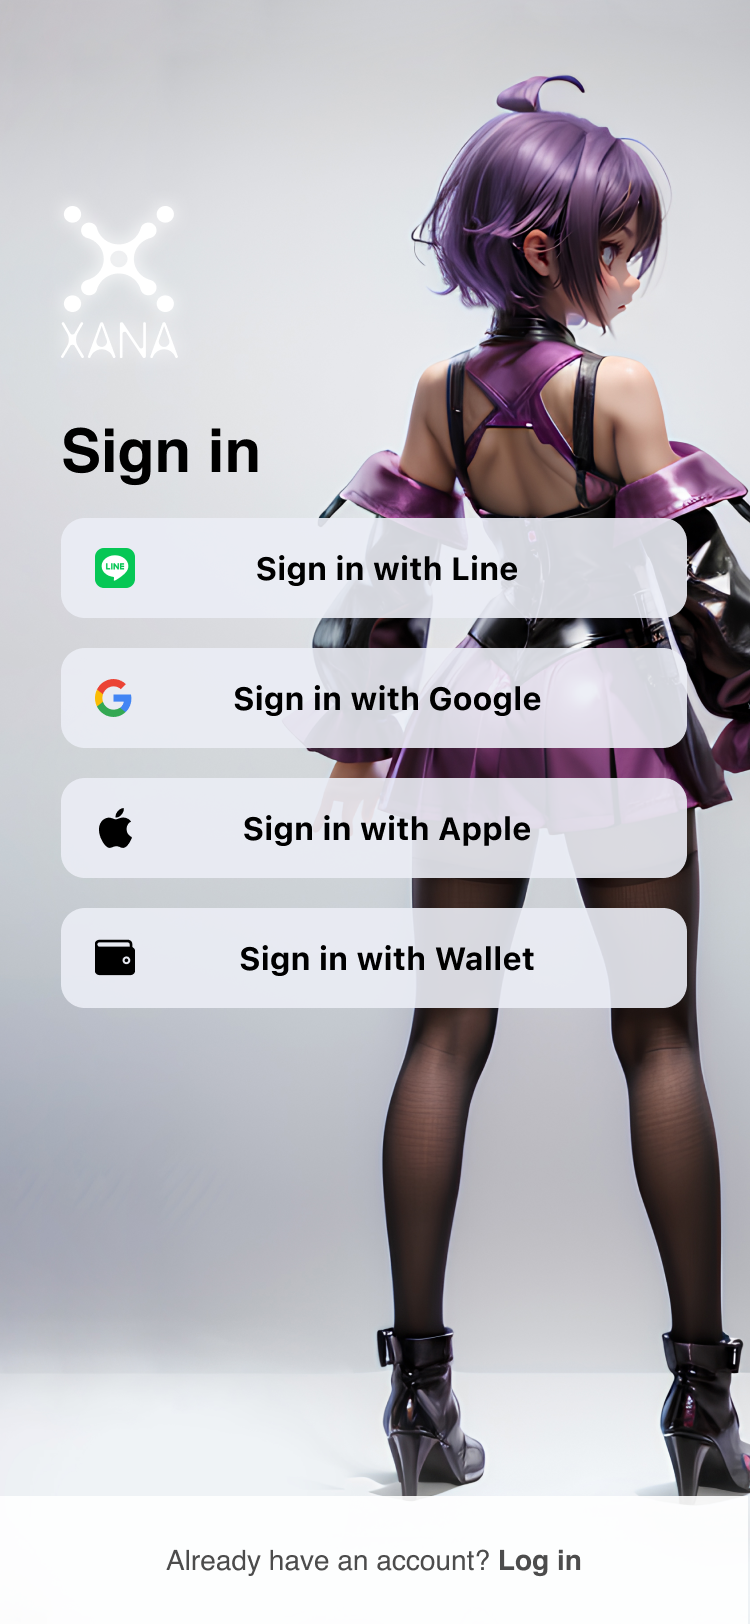 XANA
Sign in
LINE
Sign in with Line
Sign in with Google
Sign in with Apple
Sign in with Wallet
Already have an account? Log in